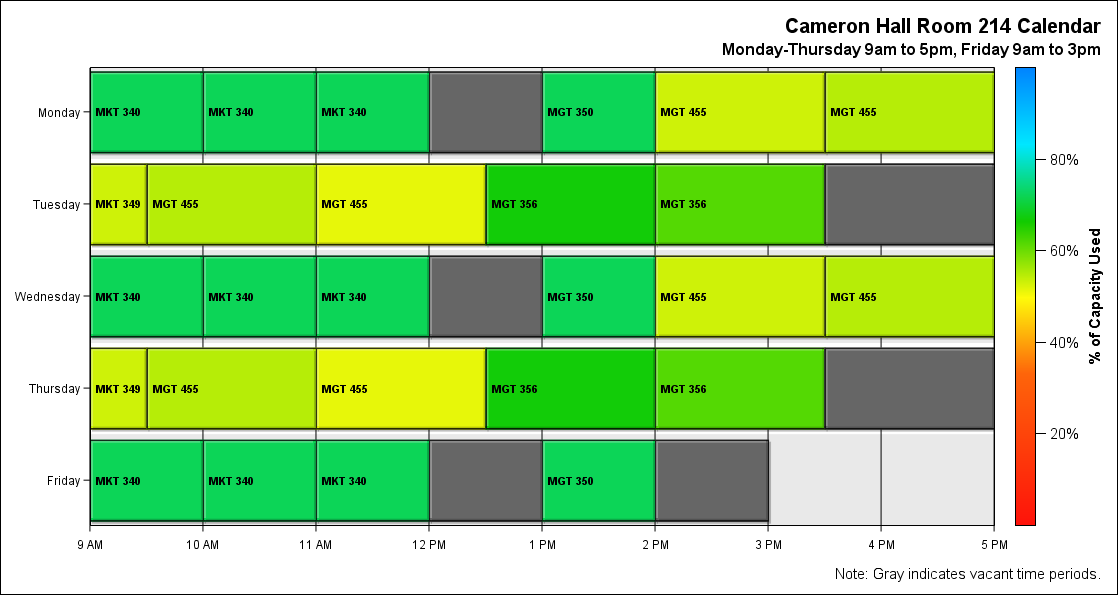 Cameron Hall Room 214 Calendar
Monday-Thursday 9am to 5pm, Friday 9am to 3pm
Monday
MKT 340
MKT 340
MKT 340
MGT 350
MGT 455
MGT 455
Tuesday
MKT 349
MGT 455
MGT 455
MGT 356
MGT 356
Wednesday
MKT 340
MKT 340
MKT 340
MGT 350
MGT 455
MGT 455
Thursday
MKT 349
MGT 455
MGT 455
MGT 356
MGT 356
Friday
MKT 340
MKT 340
MKT 340
MGT 350
9 AM
10 AM
11 AM
12 PM
1 PM
2 PM
3 PM
4 PM
5 PM
80%
60%
40%
20%
% of Capacity Used
Note: Gray indicates vacant time periods.